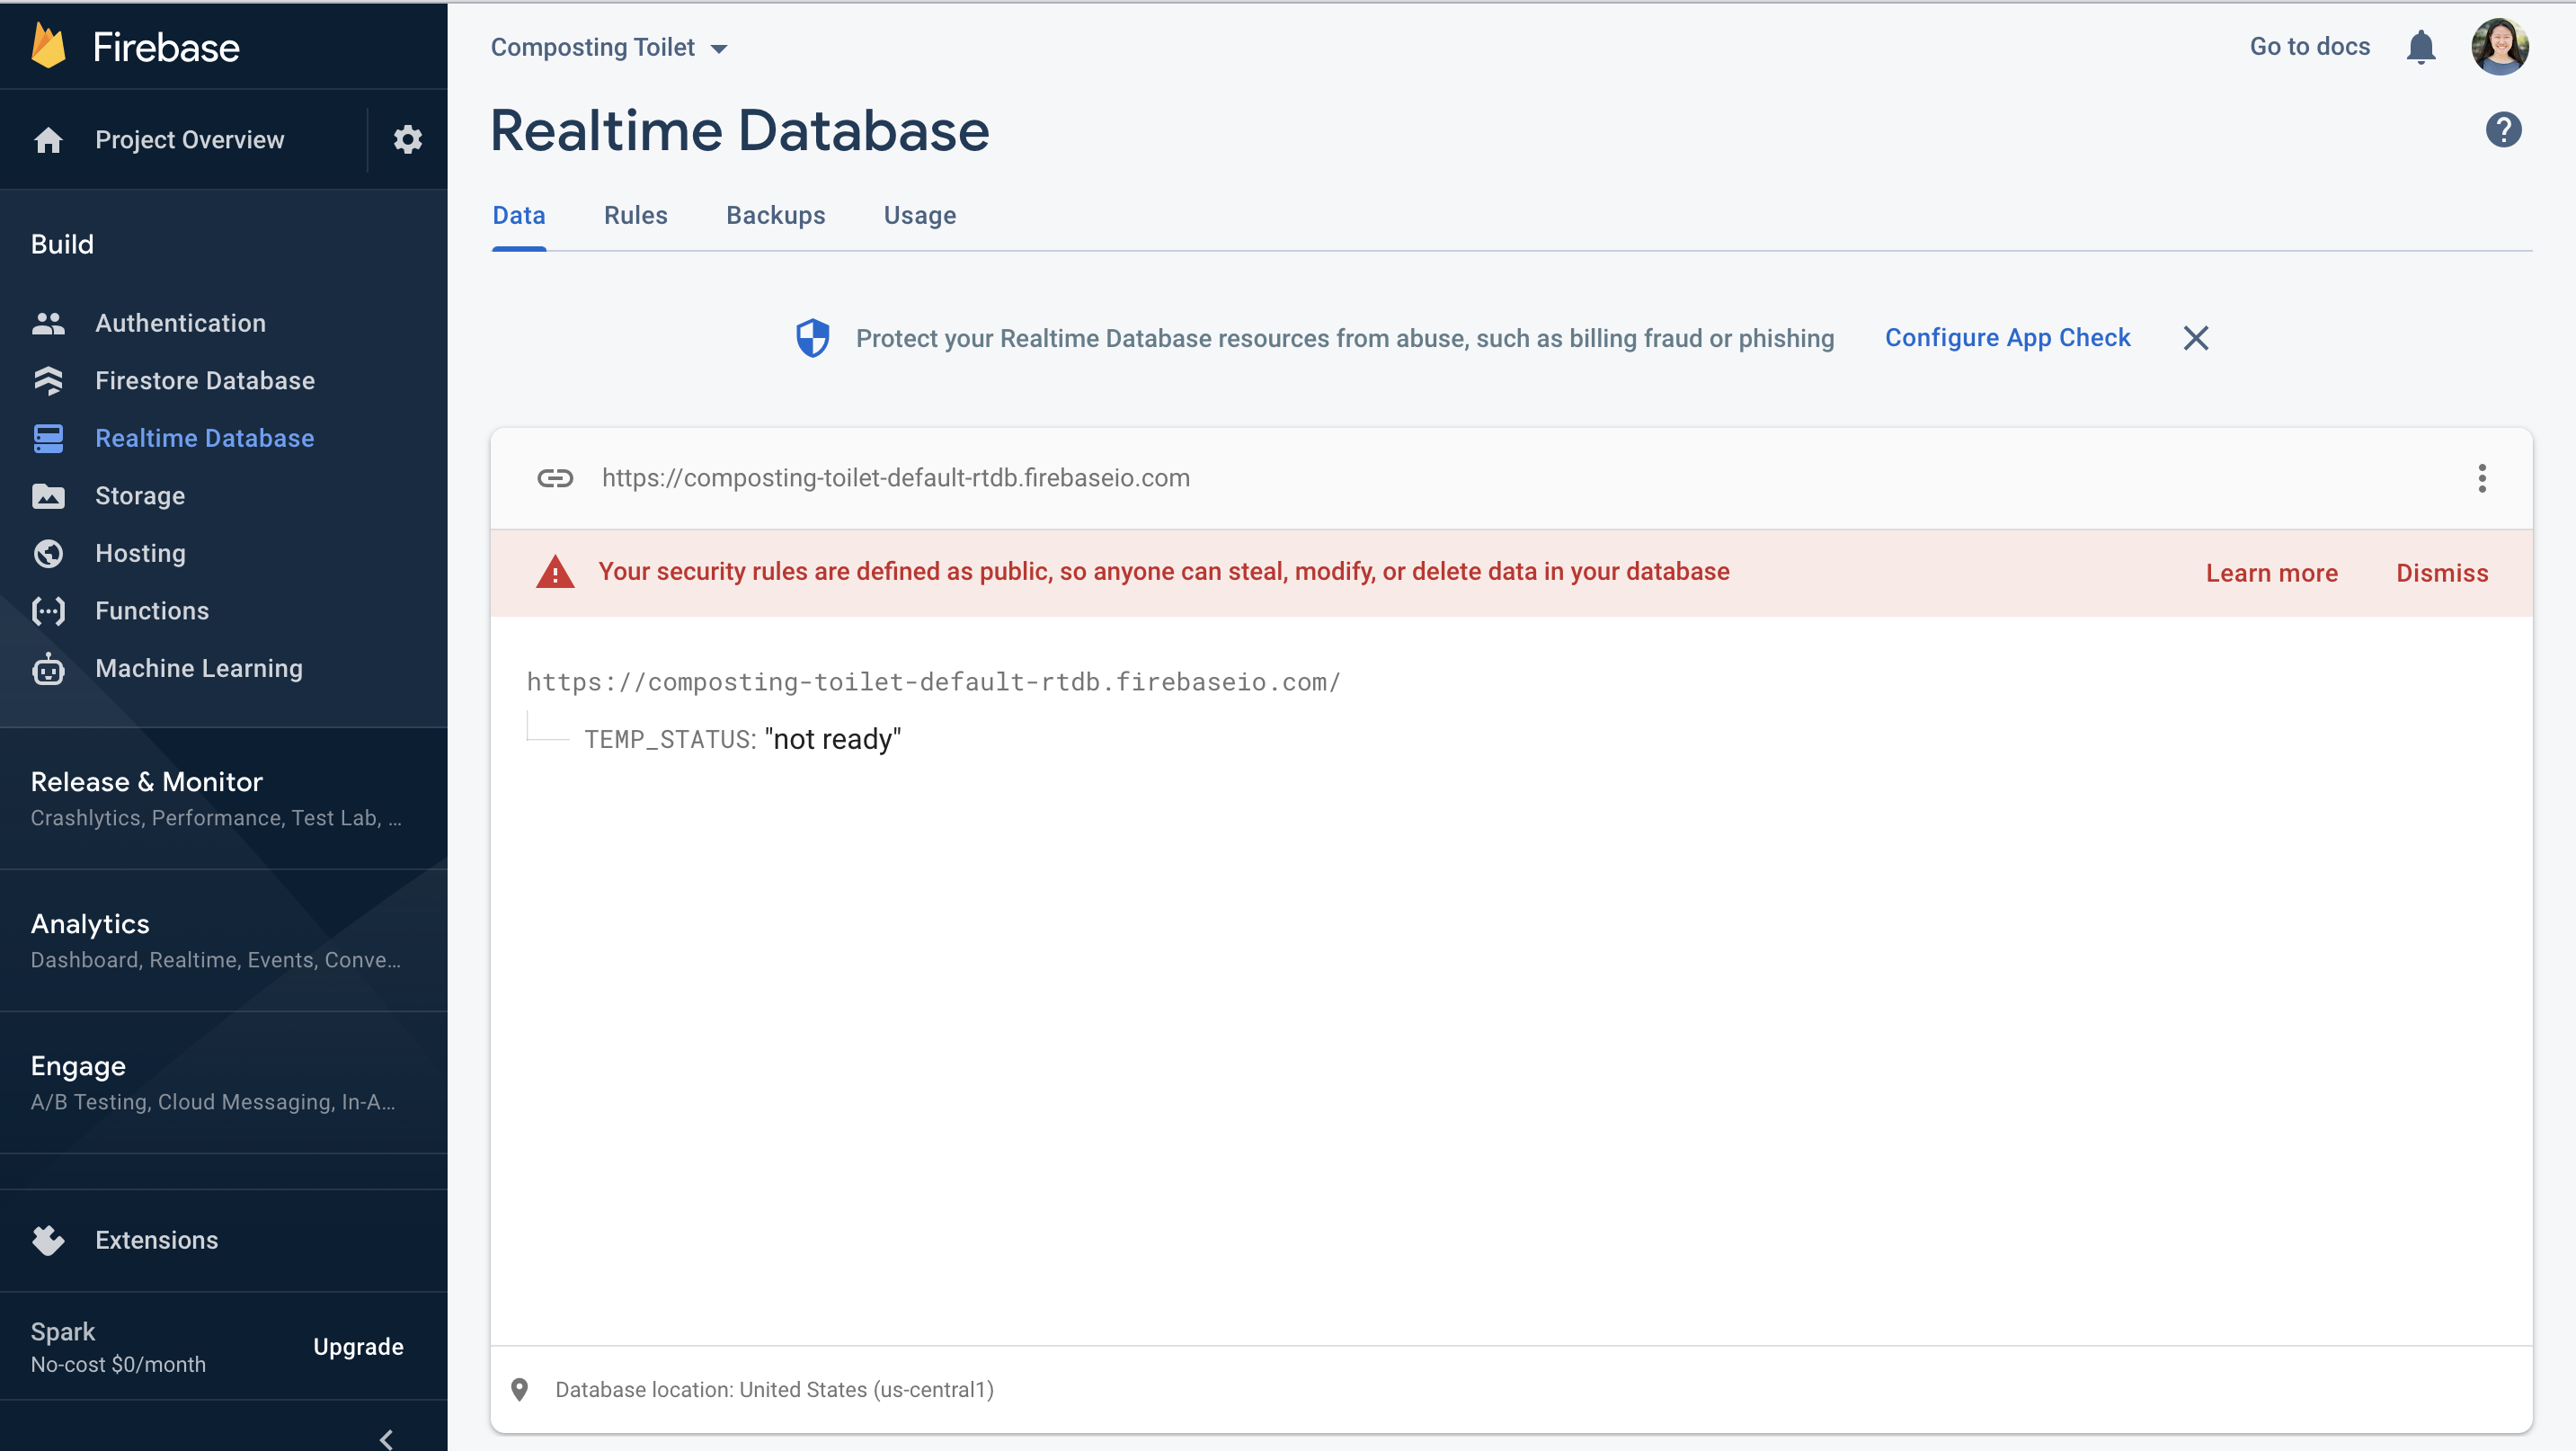 Firebase
Project Overview
Build
Authentication
Firestore Database
Realtime Database
Storage
Hosting
Functions
Machine Learning
Release & Monitor
Crashlytics, Performance, Test Lab, ...
Analytics
Dashboard, Realtime, Events, Conve...
Engage
A/B Testing, Cloud Messaging, In-A...
Extensions
Spark
No-cost $0/month
Upgrade
Composting Toilet
Go to docs
Realtime Database
Data Rules Backups Usage
Protect your Realtime Database resources from abuse, such as billing fraud or phishing Configure App Check
https://composting-toilet-default-rtdb.firebaseio.com
Your security rules are defined as public, so anyone can steal, modify, or delete data in your database Learn more Dismiss
https://composting-toilet-default-rtdb.firebaseio.com/
TEMP_STATUS: "not ready"
Database location: United States (us-central1)